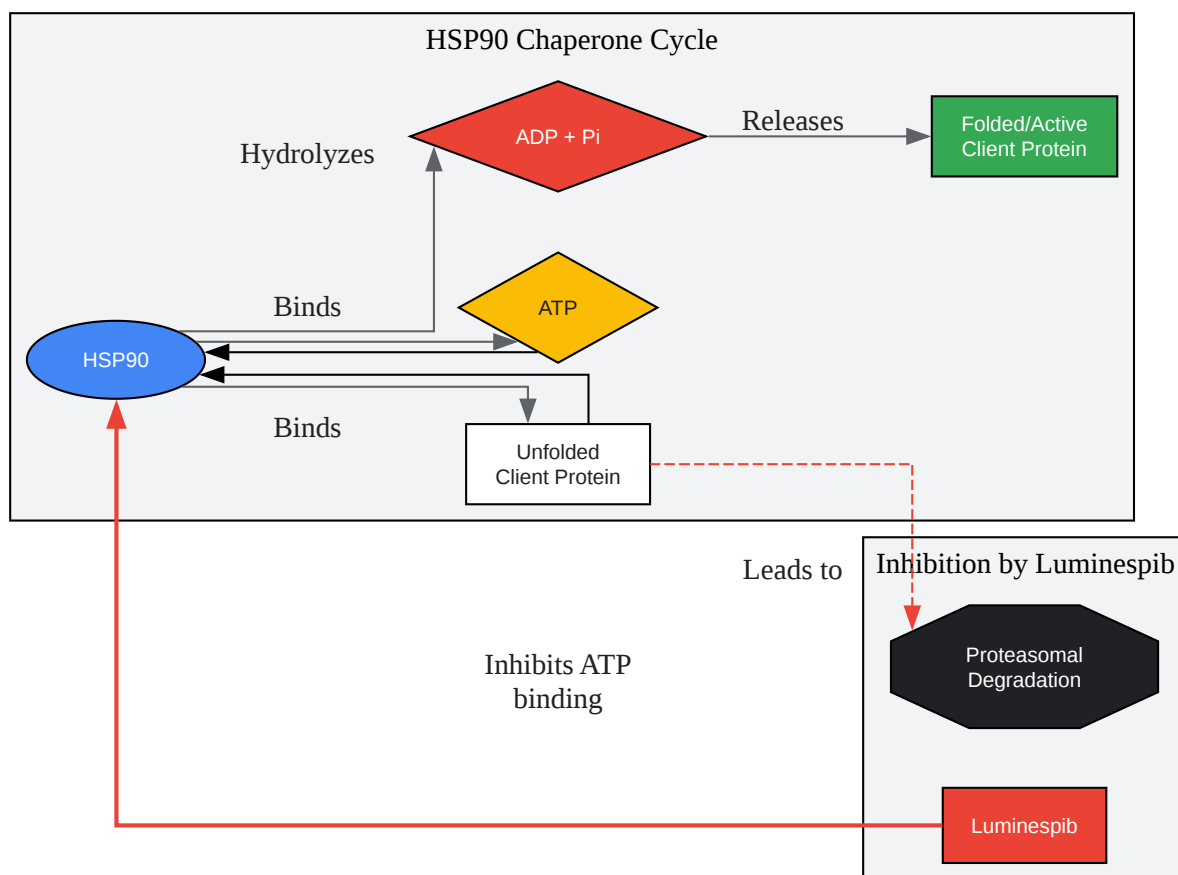 HSP90 Chaperone Cycle
ADP + Pi
Releases
Folded/Active
Client Protein
Hydrolyzes
Binds
ATP
HSP90
Binds
Unfolded
Client Protein
Leads to
Inhibition by Luminespib
Inhibits ATP
binding
Proteasomal
Degradation
Luminespib